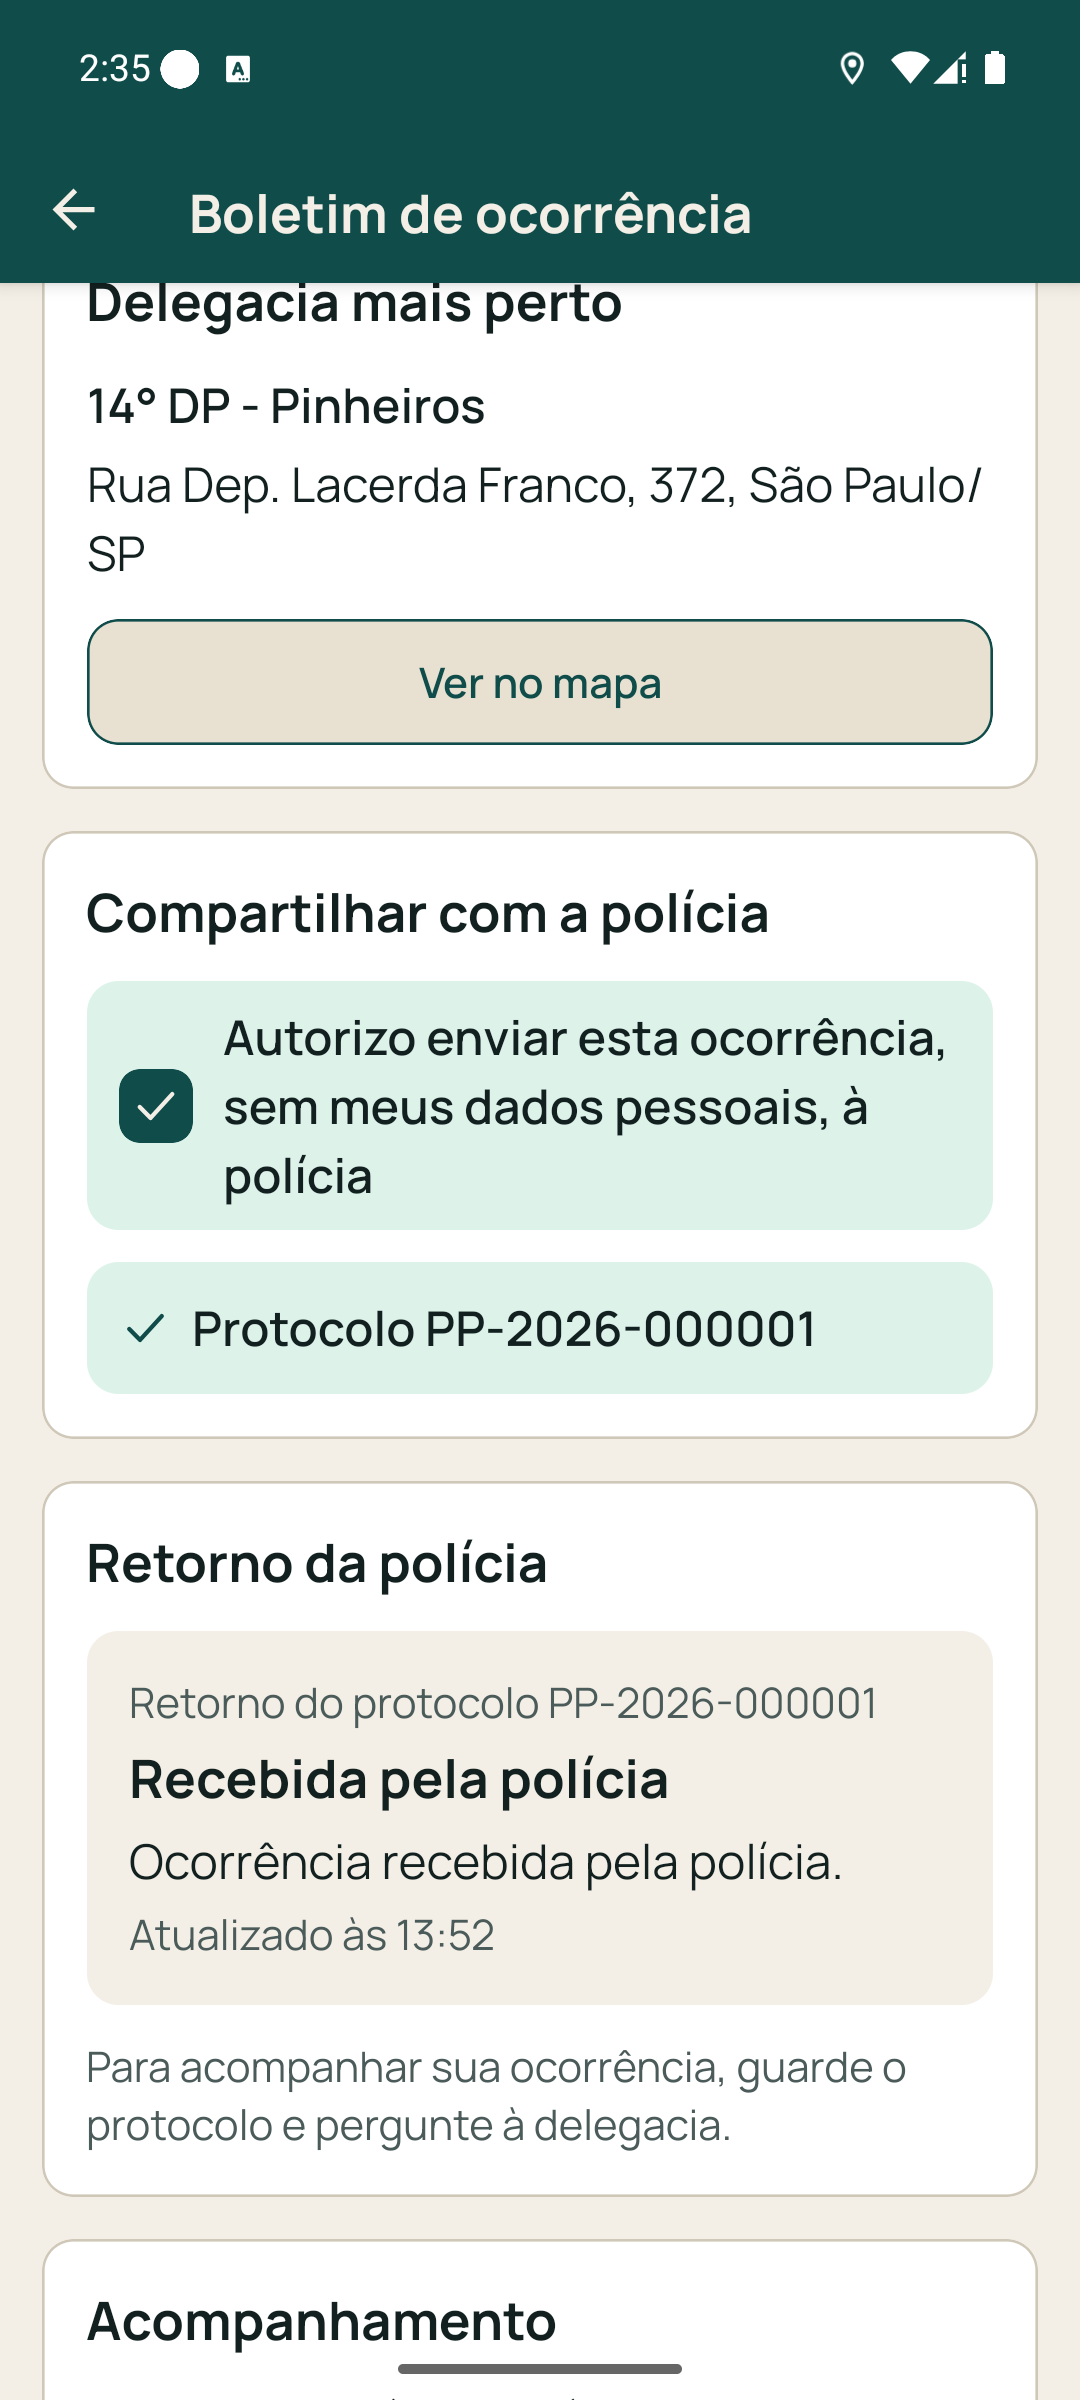 2:35
Boletim de ocorrência
Delegacia mais perto
14° DP - Pinheiros
Rua Dep. Lacerda Franco, 372, São Paulo/
SP
Ver no mapa
Compartilhar com a polícia
Autorizo enviar esta ocorrência,
sem meus dados pessoais, à
polícia
Protocolo PP-2026-000001
Retorno da polícia
Retorno do protocolo PP-2026-000001
Recebida pela polícia
Ocorrência recebida pela polícia.
Atualizado às 13:52
Para acompanhar sua ocorrência, guarde o
protocolo e pergunte à delegacia.
Acompanhamento